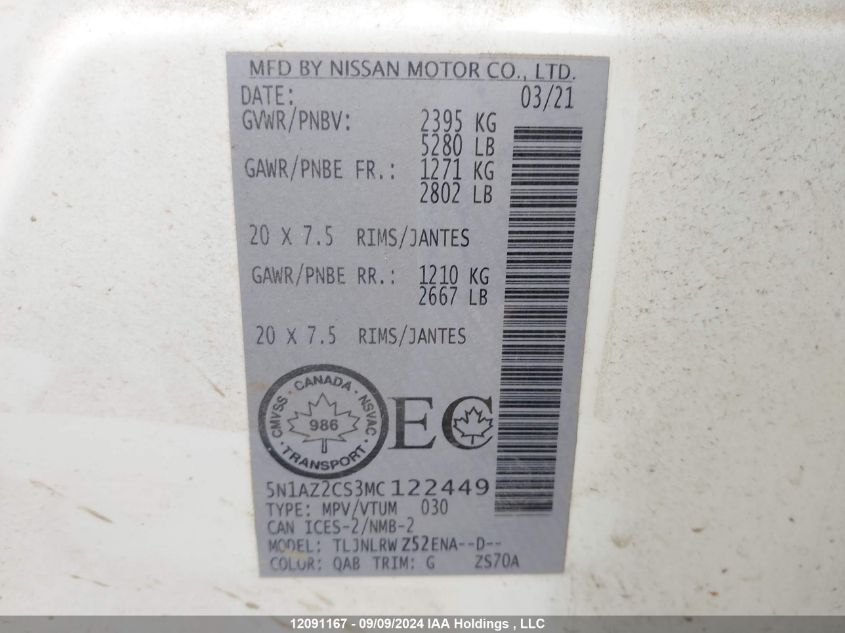 MFD BY NISSAN MOTOR CO., LTD.
DATE: 03/21
GVWR/PNBV: 2395 KG
5280 LB
GAWR/PNBE FR.: 1271 KG
2802 LB
20 X 7.5 RIMS/JANTES
GAWR/PNBE RR.: 1210 KG
2667 LB
20 X 7.5 RIMS/JANTES
CMVSS · CANADA · NSVAC · TRANSPORT ·
986
EC
5N1AZ2CS3MC122449
TYPE: MPV/VTUM 030
CAN ICES-2/NMB-2
MODEL: TLJNLRW Z52ENA--D--
COLOR: QAB TRIM: G ZS70A
12091167 - 09/09/2024 IAA Holdings , LLC